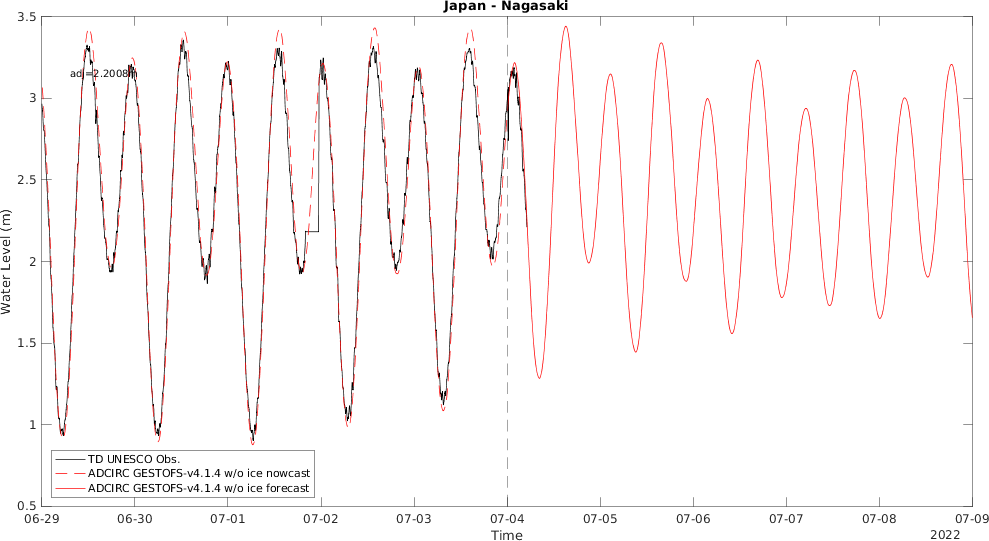 Japan - Nagasaki
3.5
3
2.5
2
1.5
1
0.5
Water Level (m)
adj=2.2008m
TD UNESCO Obs.
ADCIRC GESTOFS-v4.1.4 w/o ice nowcast
ADCIRC GESTOFS-v4.1.4 w/o ice forecast
06-29 06-30 07-01 07-02 07-03 07-04 07-05 07-06 07-07 07-08 07-09
Time
2022